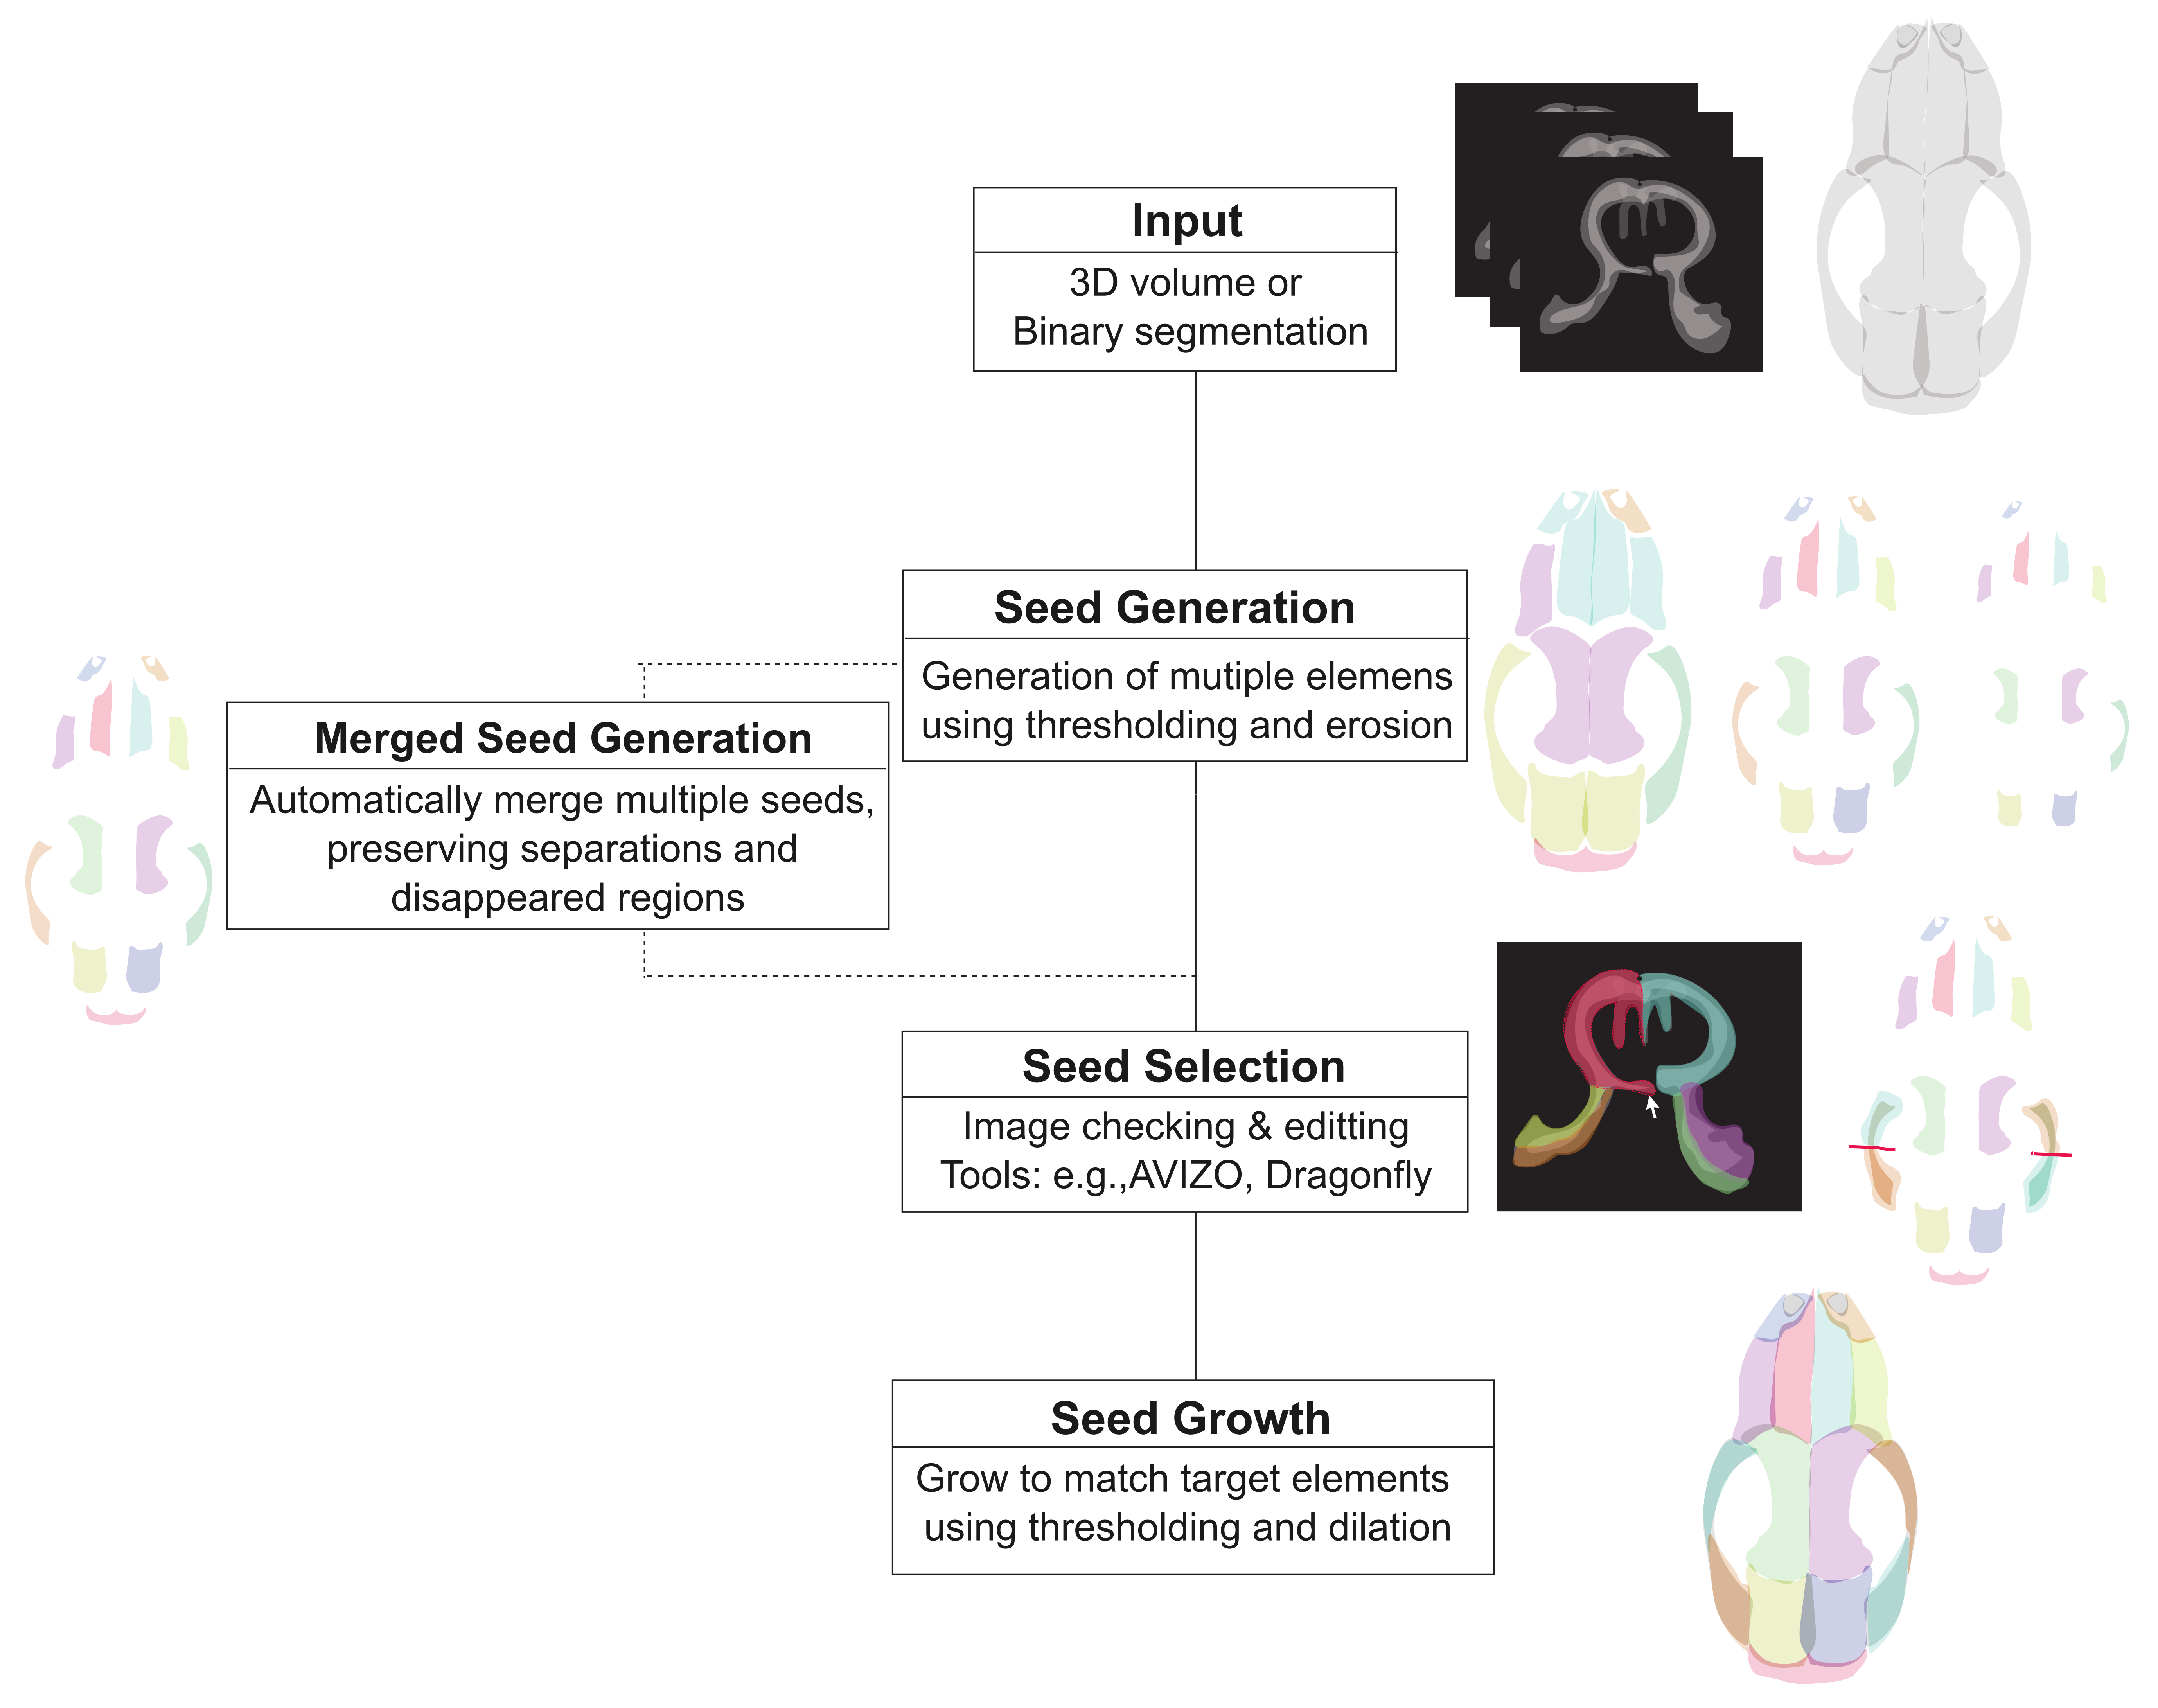 Input
3D volume or
Binary segmentation
Seed Generation
Generation of mutiple elemens
using thresholding and erosion
Merged Seed Generation
Automatically merge multiple seeds,
preserving separations and
disappeared regions
Seed Selection
Image checking & editting
Tools: e.g.,AVIZO, Dragonfly
Seed Growth
Grow to match target elements
using thresholding and dilation